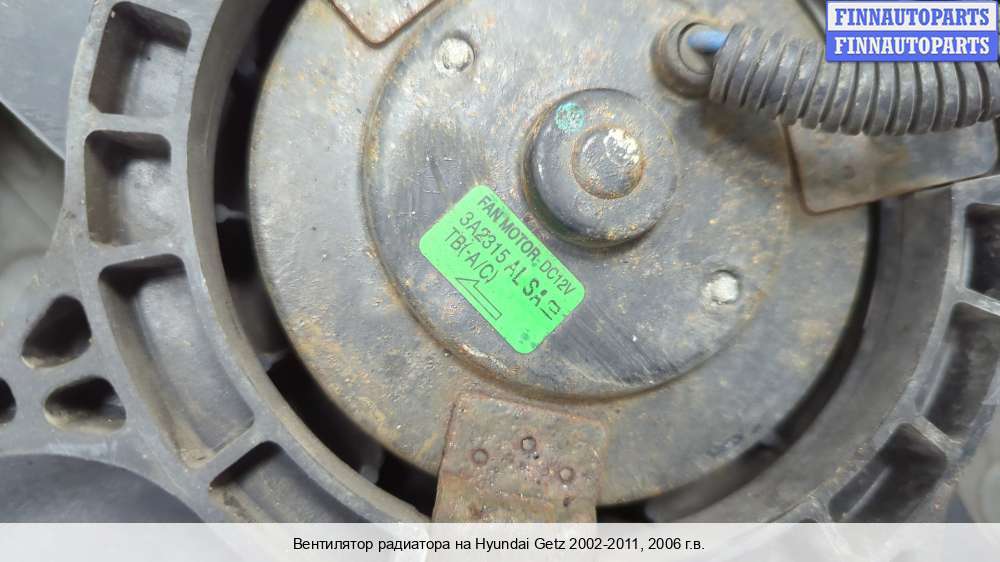 FINNAUTOPARTS
FINNAUTOPARTS
FAN MOTOR: DC12V
3A2315 AL SA
TB(-A/C)
Вентилятор радиатора на Hyundai Getz 2002-2011, 2006 г.в.